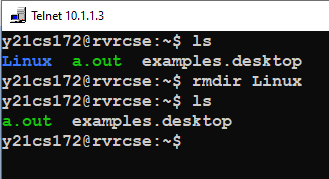 Telnet 10.1.1.3
y21cs172@rvrcse:~$ ls
Linux  a.out  examples.desktop
y21cs172@rvrcse:~$ rmdir Linux
y21cs172@rvrcse:~$ ls
a.out  examples.desktop
y21cs172@rvrcse:~$